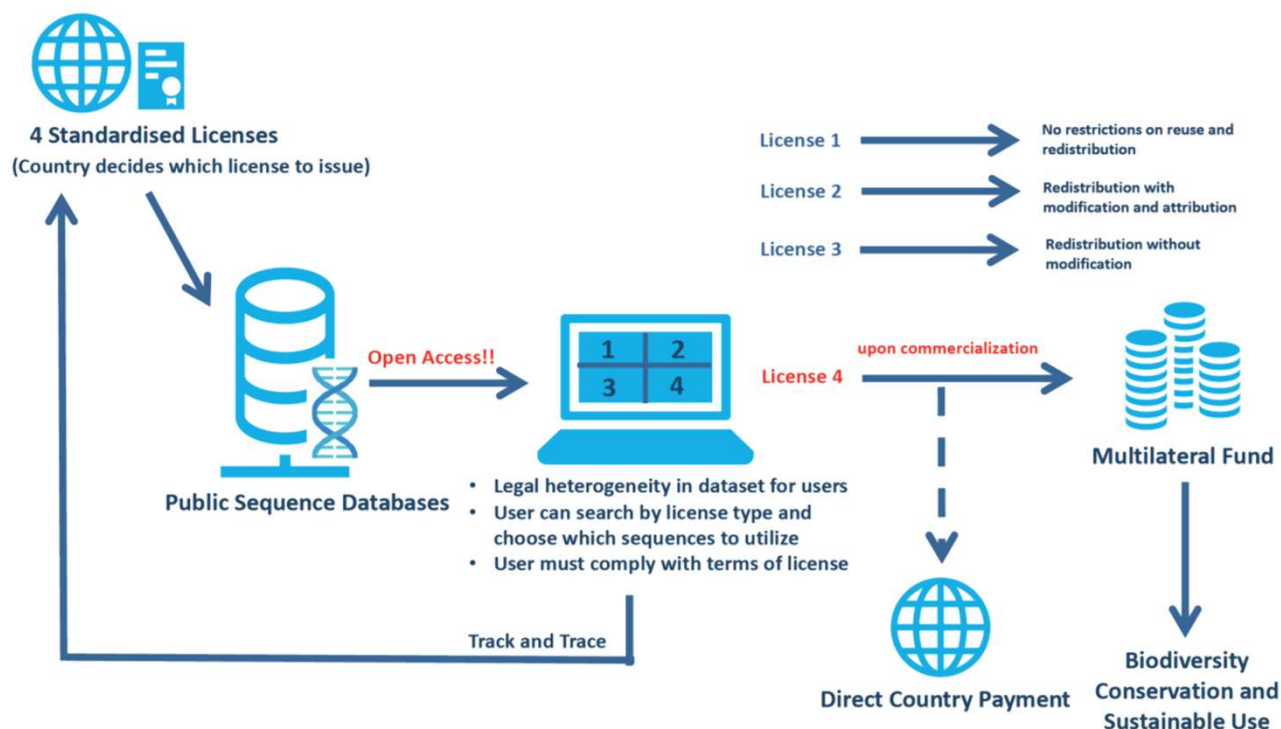 4 Standardised Licenses
(Country decides which license to issue)
License 1
No restrictions on reuse and
redistribution
License 2
Redistribution with
modification and attribution
License 3
Redistribution without
modification
Open Access!!
1
2
3
4
License 4
upon commercialization
Multilateral Fund
Public Sequence Databases
• Legal heterogeneity in dataset for users
• User can search by license type and
choose which sequences to utilize
• User must comply with terms of license
Track and Trace
Direct Country Payment
Biodiversity
Conservation and
Sustainable Use